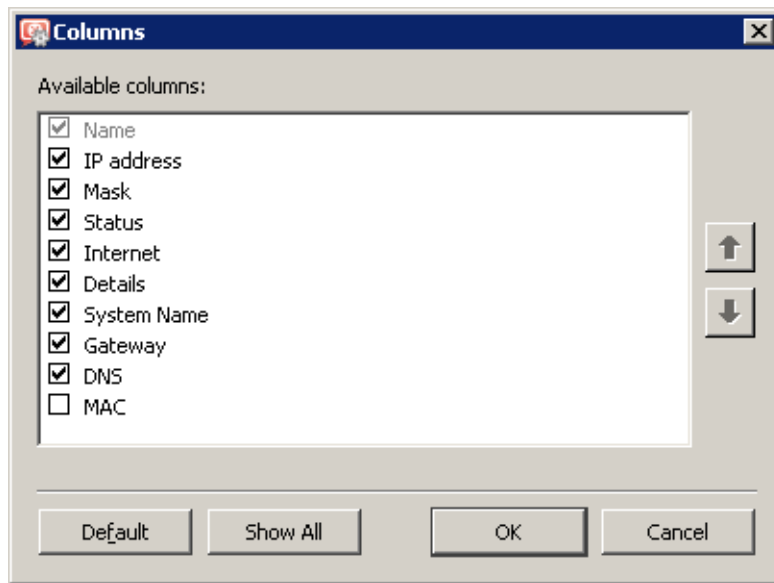 Columns
Available columns:
Name
IP address
Mask
Status
Internet
Details
System Name
Gateway
DNS
MAC
Default
Show All
OK
Cancel